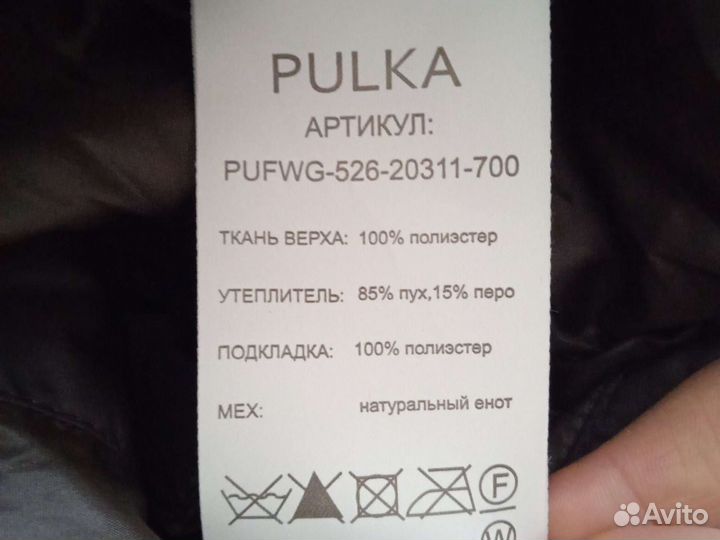 PULKA
АРТИКУЛ:
PUFWG-526-20311-700
ТКАНЬ ВЕРХА: 100% полиэстер
УТЕПЛИТЕЛЬ: 85% пух,15% перо
ПОДКЛАДКА: 100% полиэстер
МЕХ: натуральный енот
F
W
Avito